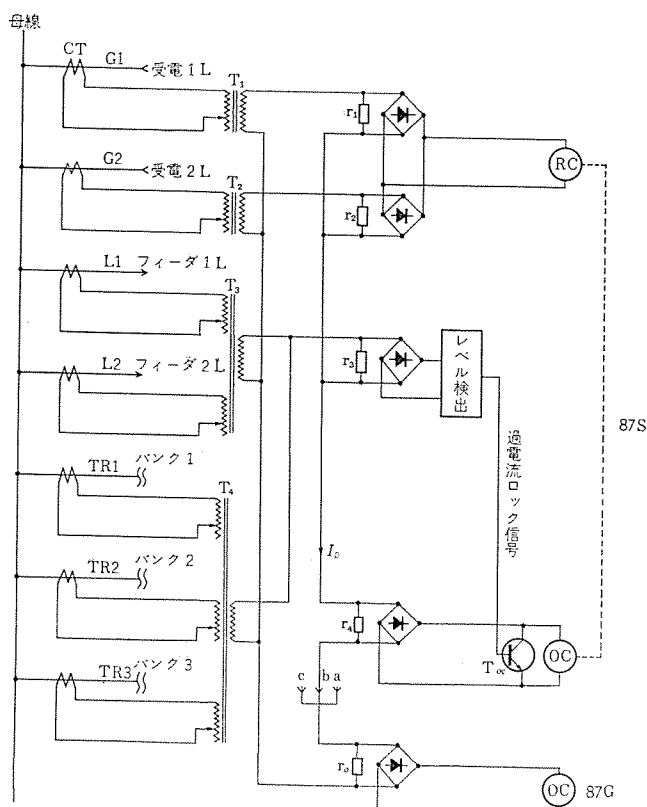 母線
CT
G1
受電1L
T₁
r₁
RC
G2
受電2L
T₂
r₂
L1 フィーダ1L
T₃
r₃
レベル検出
L2 フィーダ2L
87S
過電流ロック信号
TR1 バンク1
T₄
I₀
TR2 バンク2
r₄
Toc
OC
TR3 バンク3
c b a
r₀
OC 87G